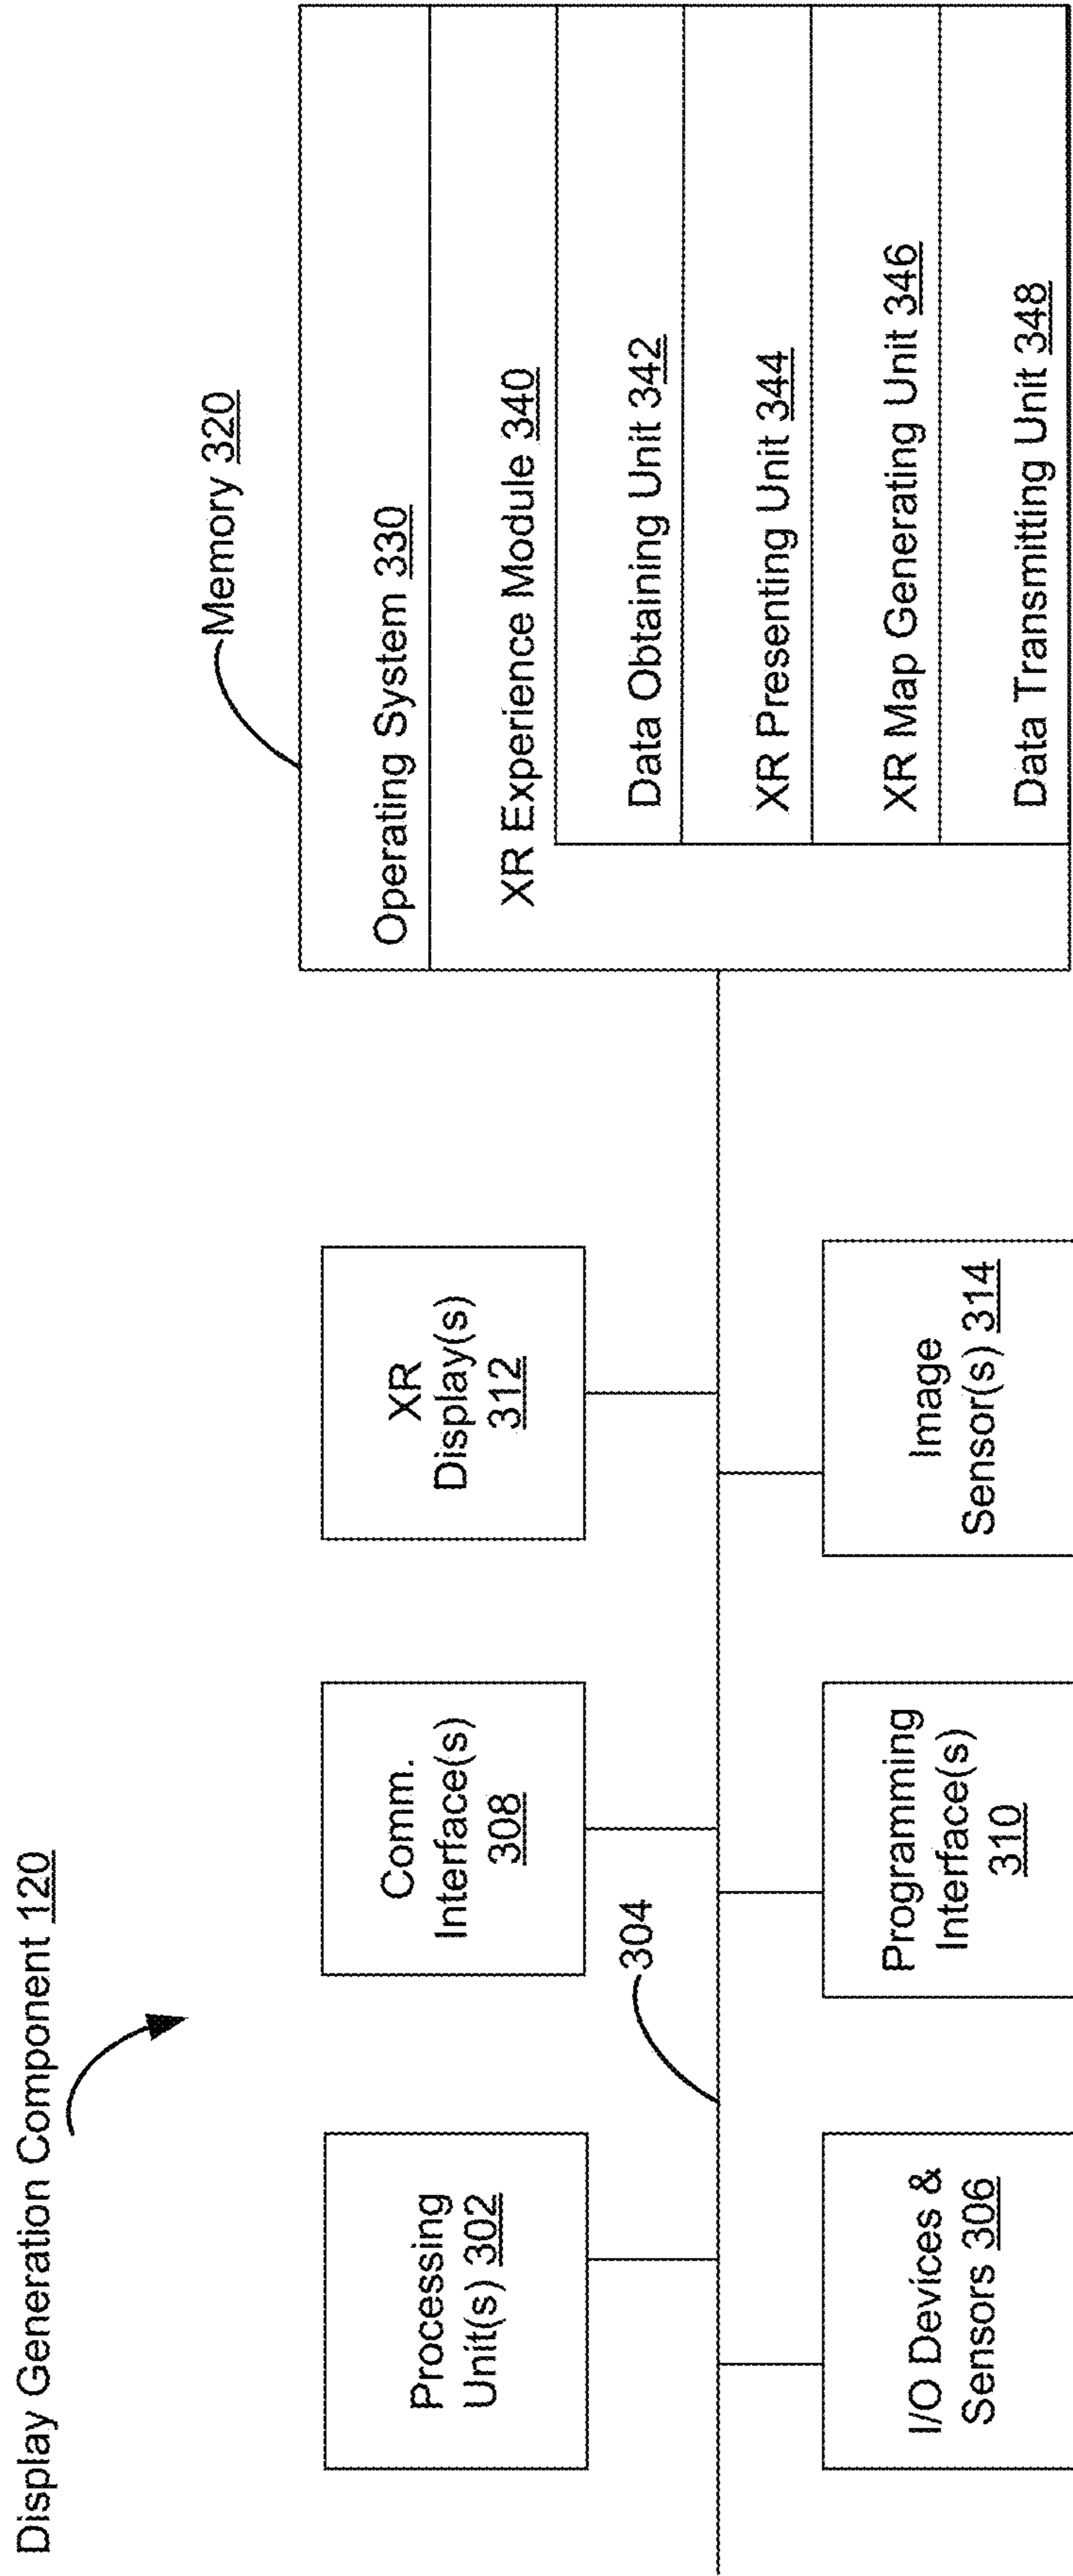 Display Generation Component 120
Processing
Unit(s) 302
Comm.
Interface(s)
308
XR
Display(s)
312
304
I/O Devices &
Sensors 306
Programming
Interface(s)
310
Image
Sensor(s) 314
Memory 320
Operating System 330
XR Experience Module 340
Data Obtaining Unit 342
XR Presenting Unit 344
XR Map Generating Unit 346
Data Transmitting Unit 348